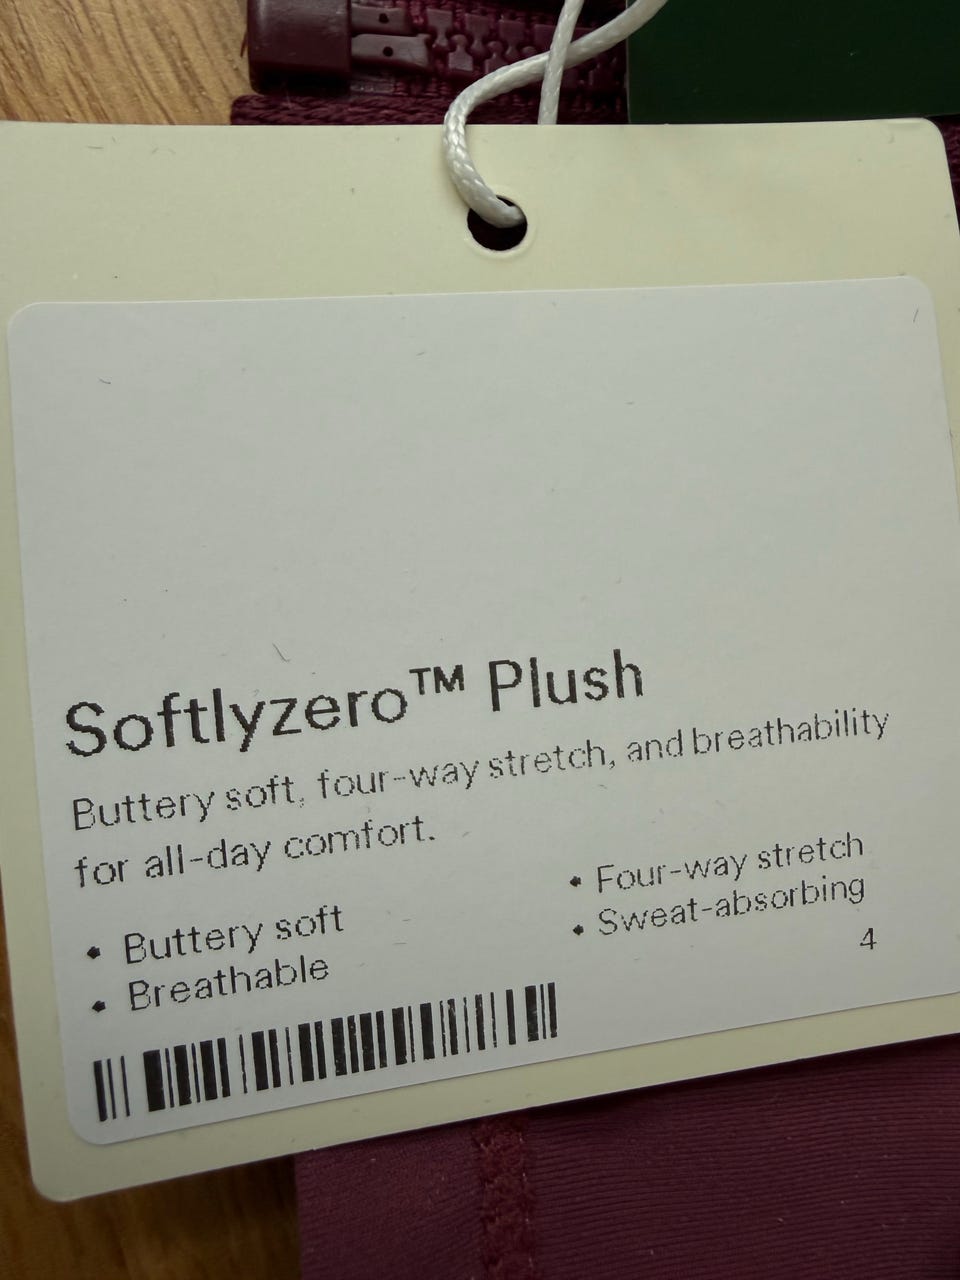 Softlyzero™ Plush
Buttery soft, four-way stretch, and breathability
for all-day comfort.
• Buttery soft
• Breathable
• Four-way stretch
• Sweat-absorbing
4